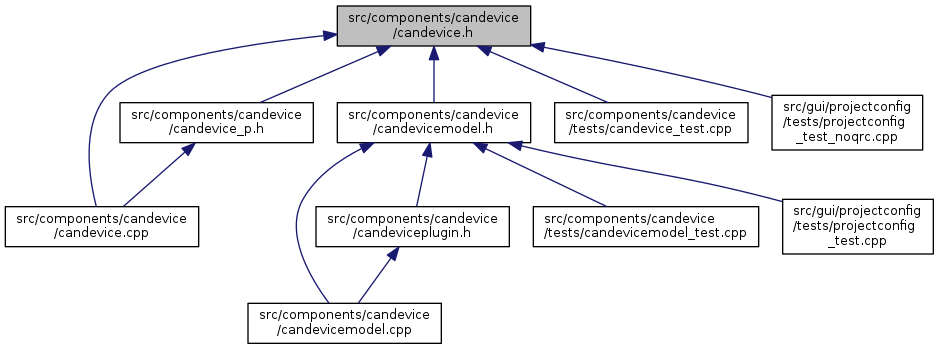 src/components/candevice
/candevice.h
src/components/candevice
/candevice_p.h
src/components/candevice
/candevicemodel.h
src/components/candevice
/tests/candevice_test.cpp
src/gui/projectconfig
/tests/projectconfig
_test_noqrc.cpp
src/components/candevice
/candevice.cpp
src/components/candevice
/candeviceplugin.h
src/components/candevice
/tests/candevicemodel_test.cpp
src/gui/projectconfig
/tests/projectconfig
_test.cpp
src/components/candevice
/candevicemodel.cpp